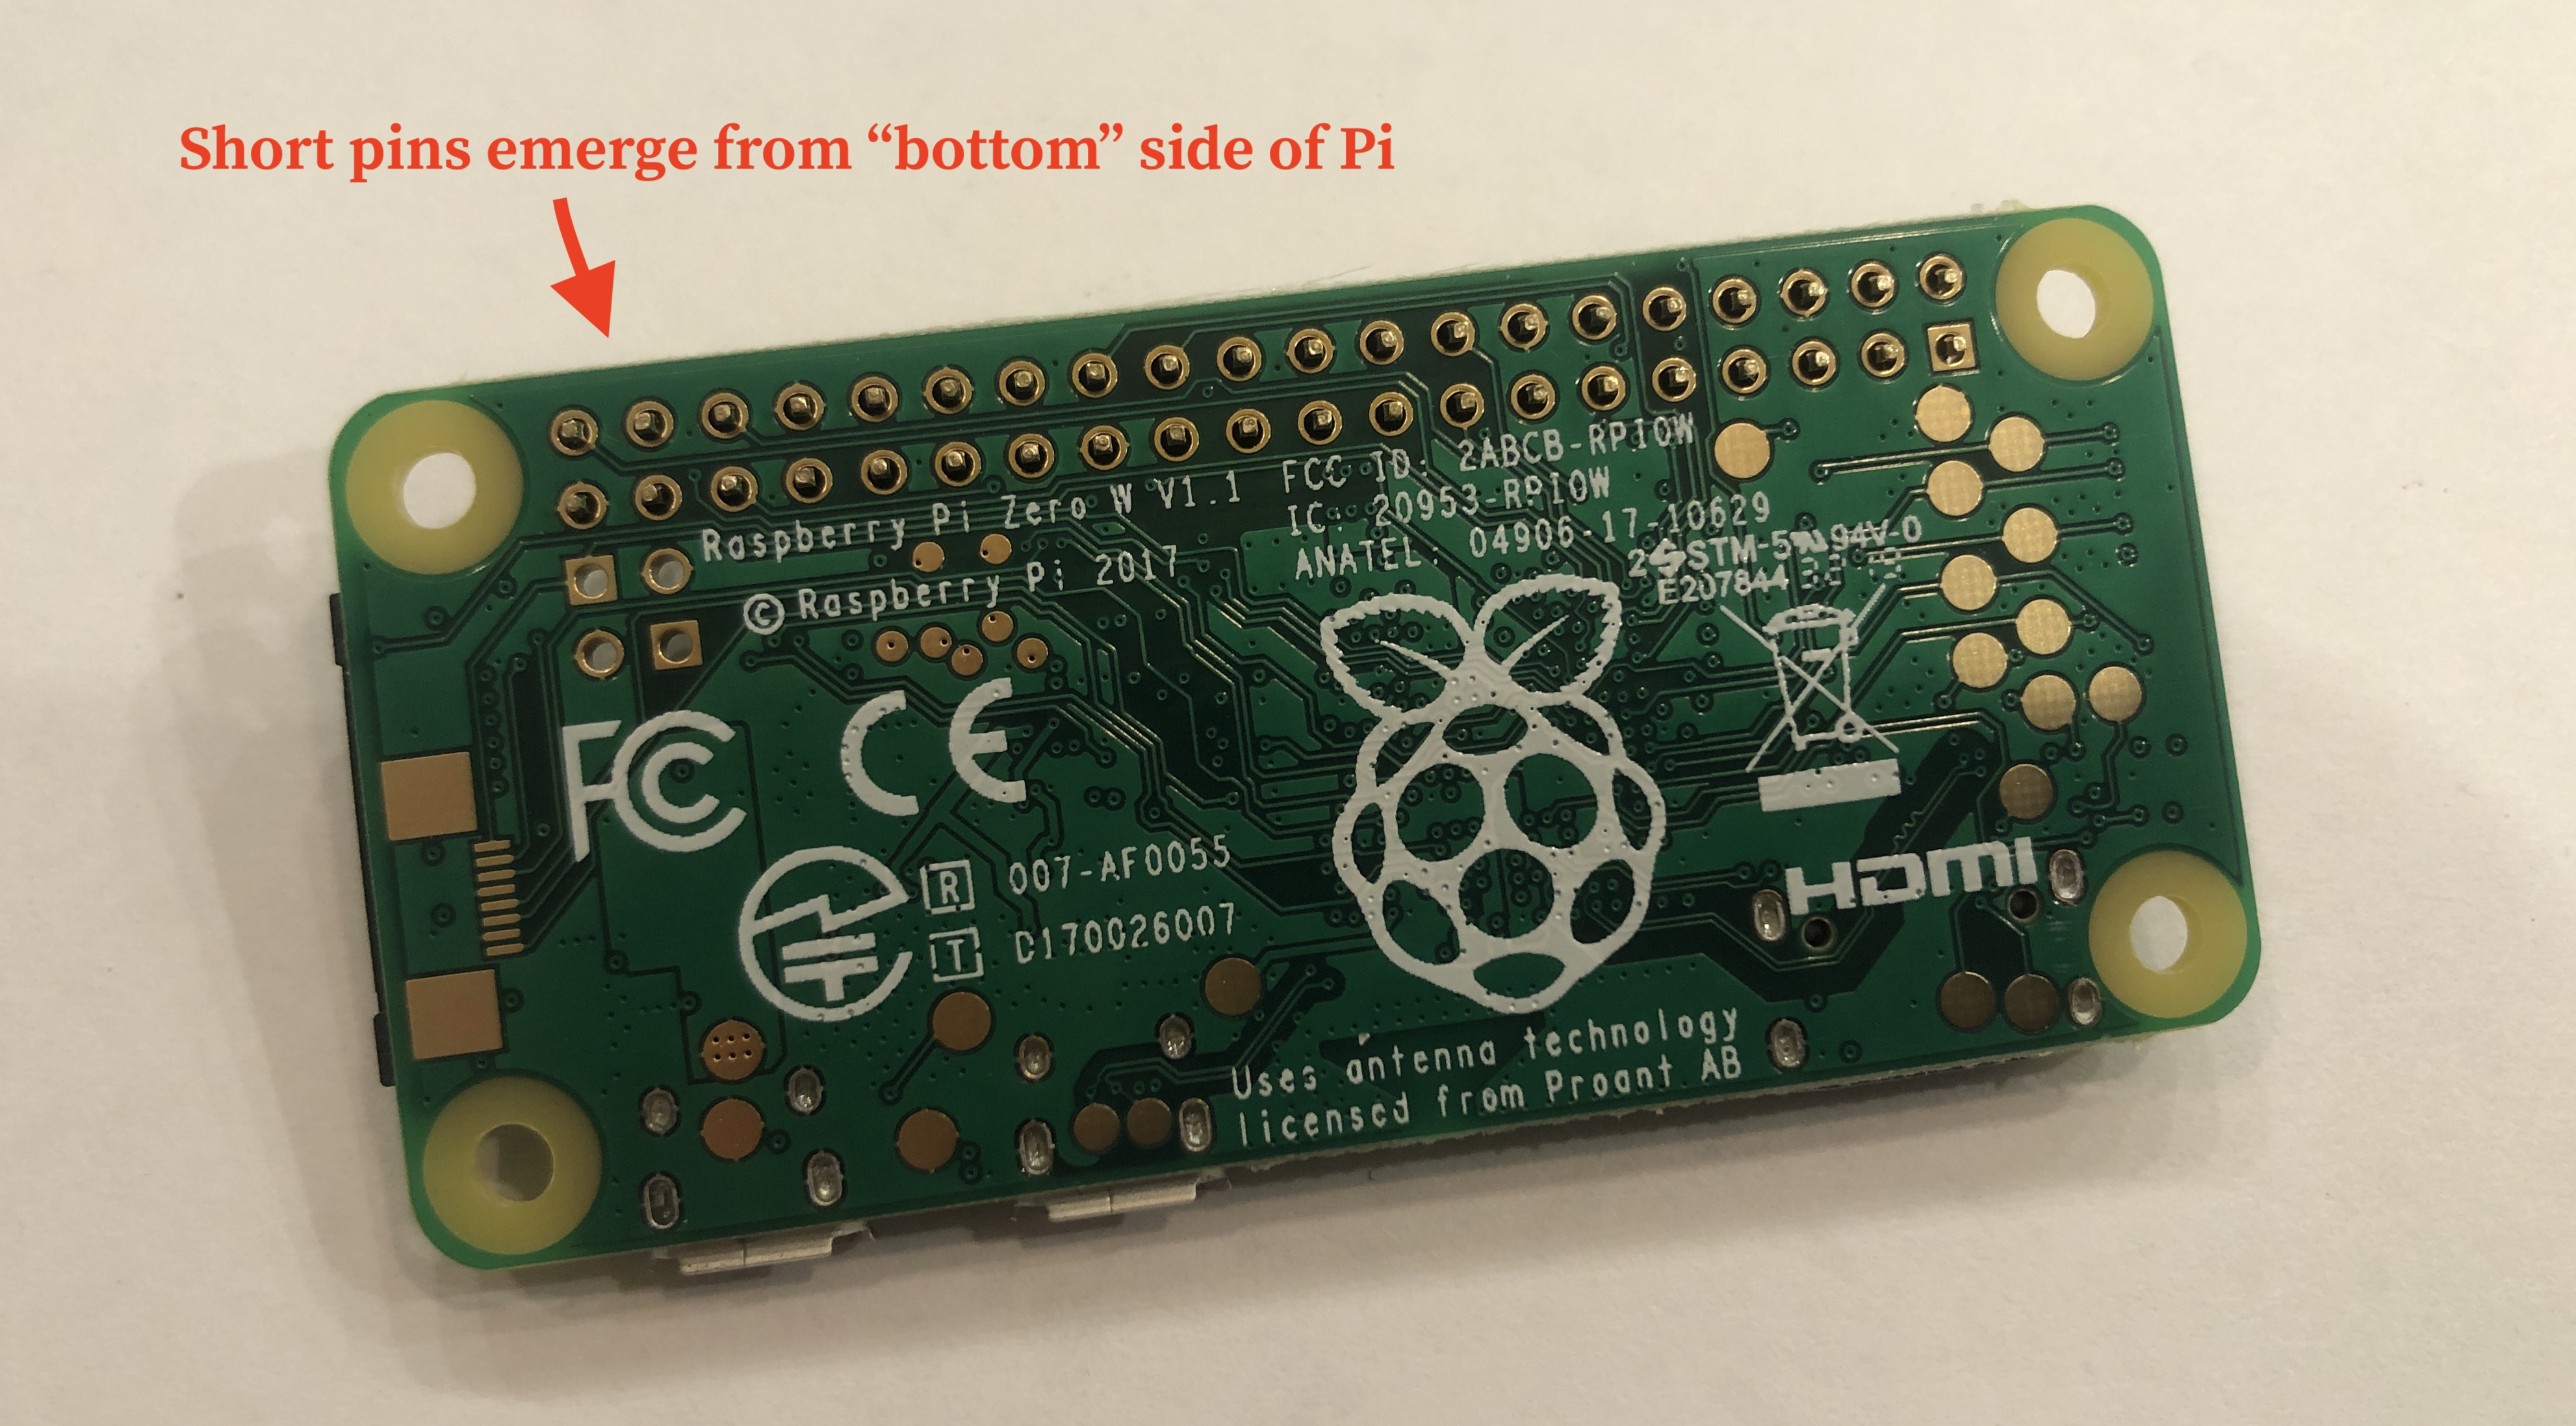 Short pins emerge from “bottom” side of Pi
Raspberry Pi Zero W V1.1
© Raspberry Pi 2017
FCC ID: 2ABCB-RPI0W
IC: 20953-RPI0W
ANATEL: 04906-17-10629
STM-5 94V-0
E207844
FCC
CE
R 007-AF0055
T D170026007
HDMI
Uses antenna technology
licensed from Proant AB